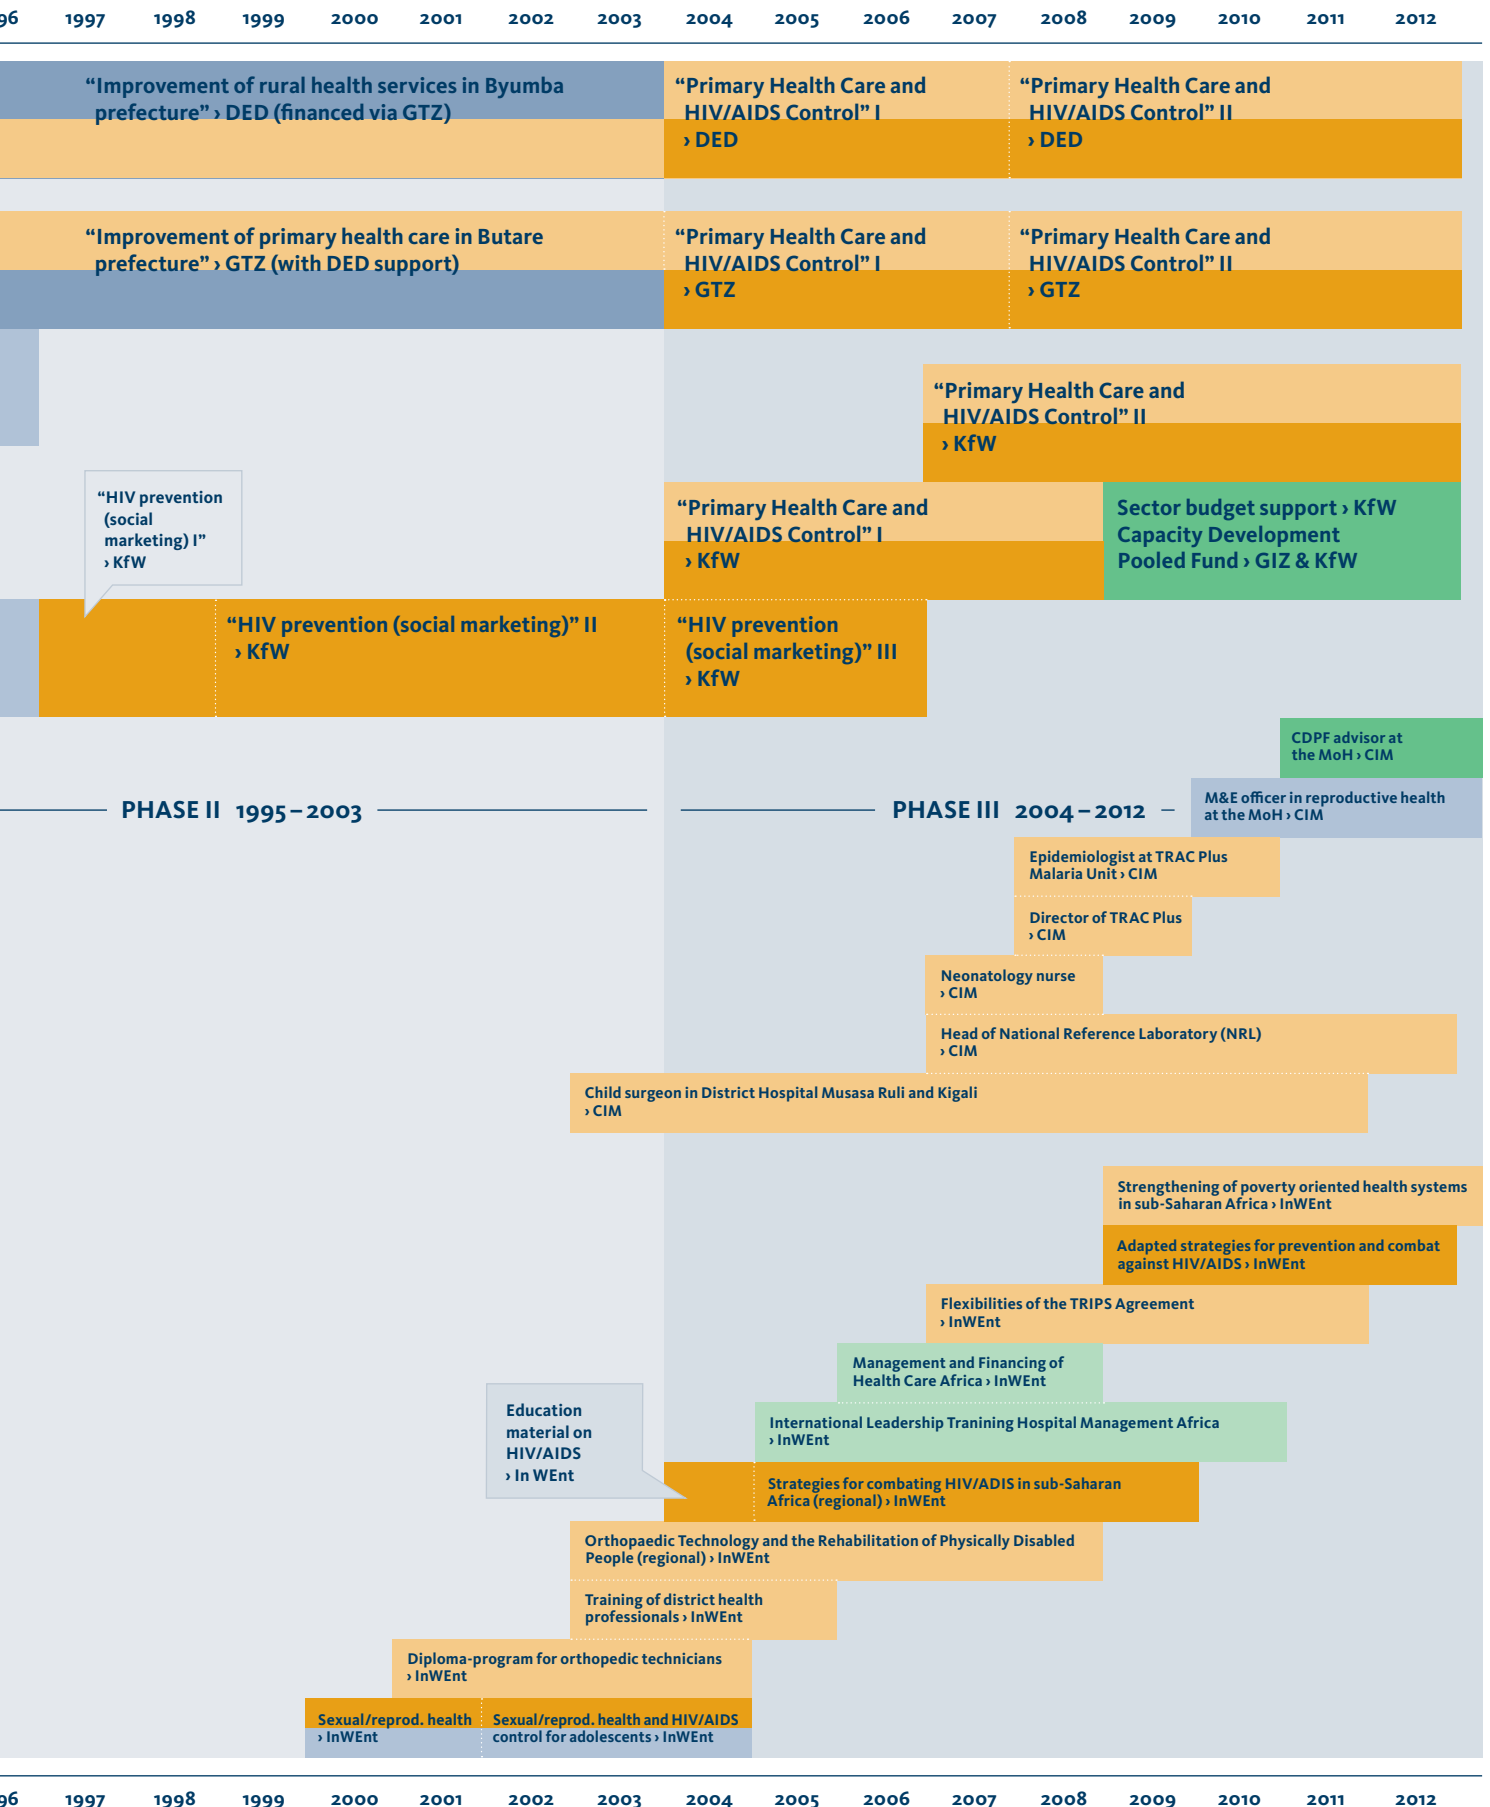 96 1997 1998 1999 2000 2001 2002 2003 2004 2005 2006 2007 2008 2009 2010 2011 2012
“Improvement of rural health services in Byumba
prefecture” › DED (financed via GTZ)
“Primary Health Care and
HIV/AIDS Control” I
› DED
“Primary Health Care and
HIV/AIDS Control” II
› DED
“Improvement of primary health care in Butare
prefecture” › GTZ (with DED support)
“Primary Health Care and
HIV/AIDS Control” I
› GTZ
“Primary Health Care and
HIV/AIDS Control” II
› GTZ
“Primary Health Care and
HIV/AIDS Control” II
› KfW
“HIV prevention
(social
marketing) I”
› KfW
“Primary Health Care and
HIV/AIDS Control” I
› KfW
Sector budget support › KfW
Capacity Development
Pooled Fund › GIZ & KfW
“HIV prevention (social marketing)” II
› KfW
“HIV prevention
(social marketing)” III
› KfW
CDPF advisor at
the MoH › CIM
PHASE II 1995–2003
PHASE III 2004–2012
M&E officer in reproductive health
at the MoH › CIM
Epidemiologist at TRAC Plus
Malaria Unit › CIM
Director of TRAC Plus
› CIM
Neonatology nurse
› CIM
Head of National Reference Laboratory (NRL)
› CIM
Child surgeon in District Hospital Musasa Ruli and Kigali
› CIM
Strengthening of poverty oriented health systems
in sub-Saharan Africa › InWEnt
Adapted strategies for prevention and combat
against HIV/AIDS › InWEnt
Flexibilities of the TRIPS Agreement
› InWEnt
Management and Financing of
Health Care Africa › InWEnt
Education
material on
HIV/AIDS
› In WEnt
International Leadership Tranining Hospital Management Africa
› InWEnt
Strategies for combating HIV/ADIS in sub-Saharan
Africa (regional) › InWEnt
Orthopaedic Technology and the Rehabilitation of Physically Disabled
People (regional) › InWEnt
Training of district health
professionals › InWEnt
Diploma-program for orthopedic technicians
› InWEnt
Sexual/reprod. health
› InWEnt
Sexual/reprod. health and HIV/AIDS
control for adolescents › InWEnt
96 1997 1998 1999 2000 2001 2002 2003 2004 2005 2006 2007 2008 2009 2010 2011 2012